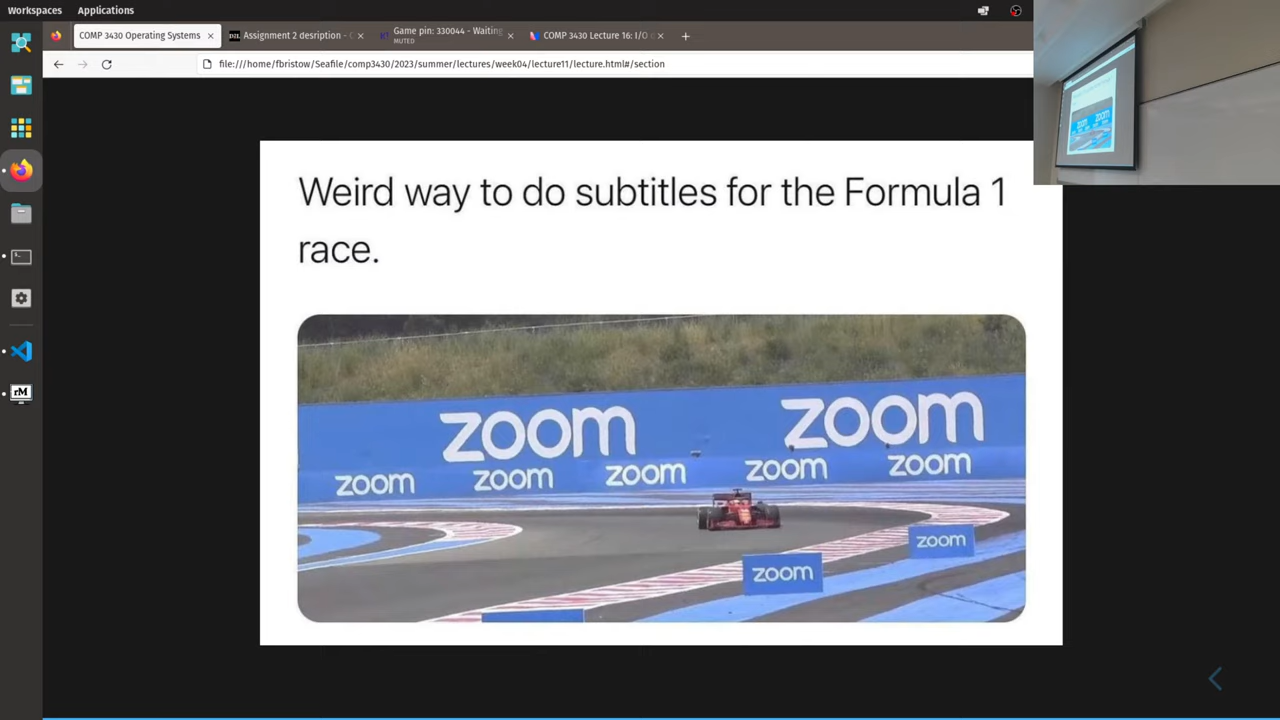 Workspaces Applications
COMP 3430 Operating Systems
Assignment 2 desription - (
Game pin: 330044 - Waiting
MUTED
COMP 3430 Lecture 16: I/O
file:///home/fbristow/Seafile/comp3430/2023/summer/lectures/week04/lecture11/lecture.html#/section
rM
Weird way to do subtitles for the Formula 1
race.
zoom zoom
zoom zoom zoom zoom zoom
zoom
zoom